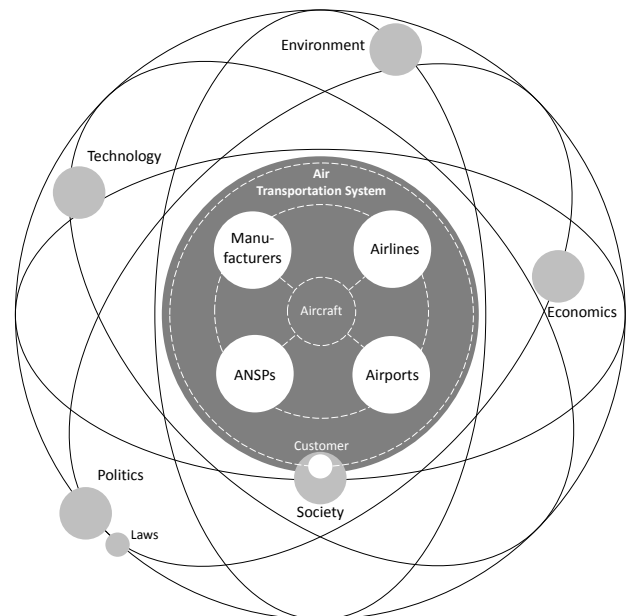 Environment
Technology
Air
Transportation System
Manu-
facturers
Airlines
Aircraft
Economics
ANSPs
Airports
Customer
Politics
Society
Laws